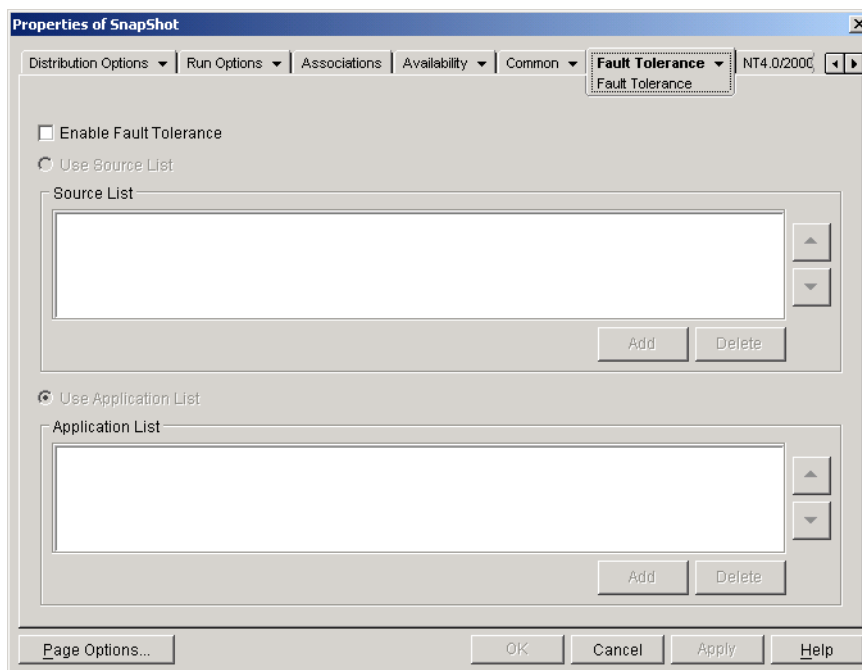 Properties of SnapShot
Distribution Options Run Options Associations Availability Common Fault Tolerance NT4.0/2000
Fault Tolerance
Enable Fault Tolerance
Use Source List
Source List
Add Delete
Use Application List
Application List
Add Delete
Page Options... OK Cancel Apply Help